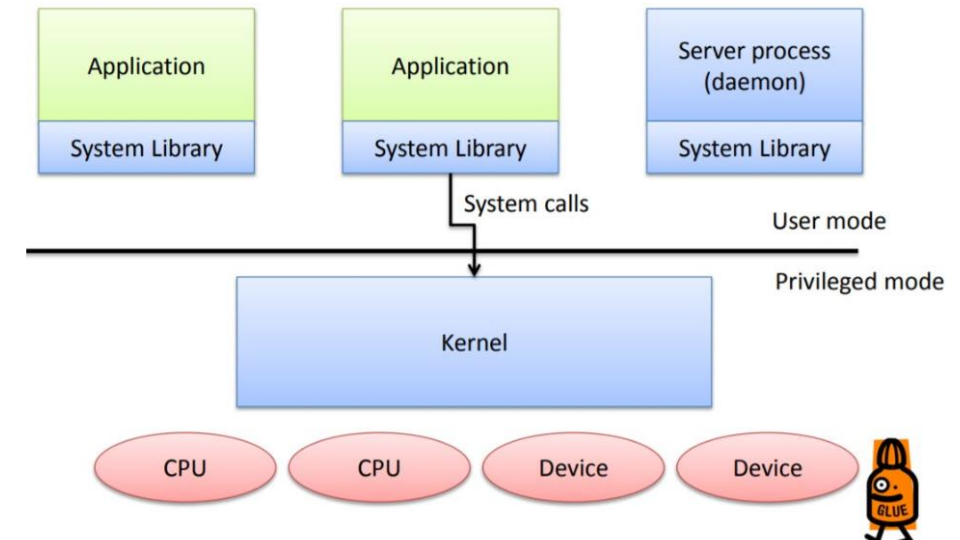 Application
Application
Server process
(daemon)
System Library
System Library
System Library
System calls
User mode
Privileged mode
Kernel
CPU
CPU
Device
Device
GLUE